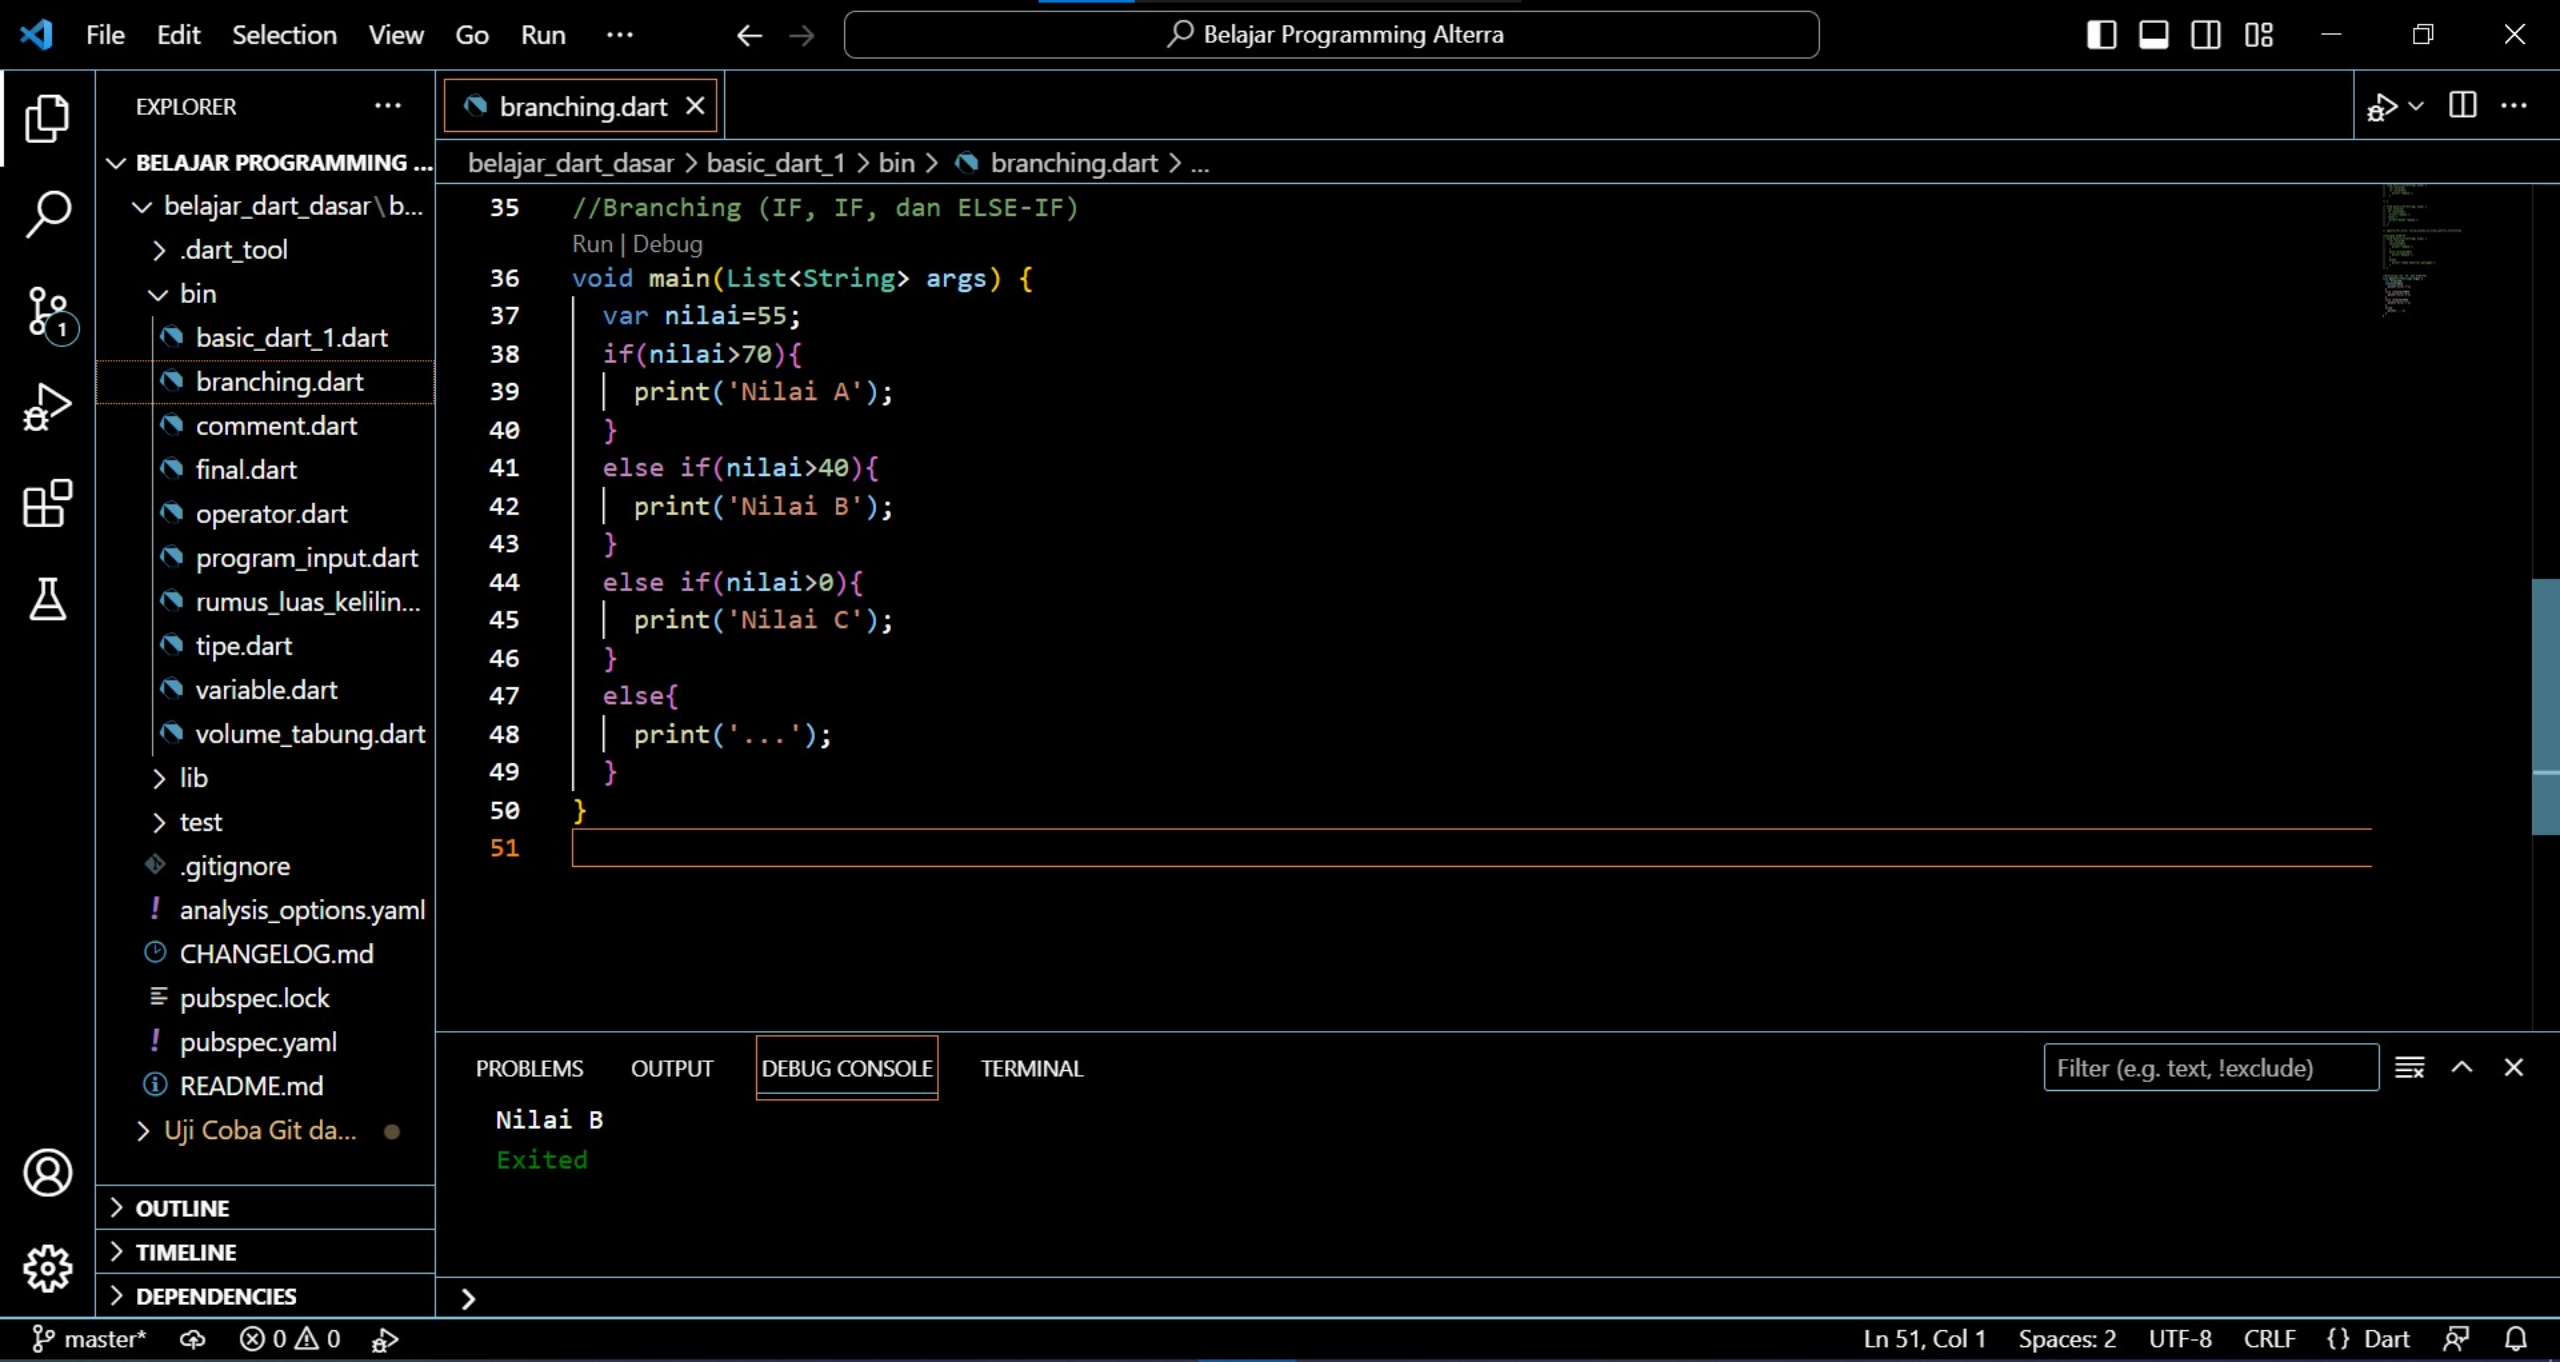 File Edit Selection View Go Run ··· Belajar Programming Alterra
EXPLORER ···
BELAJAR PROGRAMMING ...
belajar_dart_dasar\b...
.dart_tool
bin
basic_dart_1.dart
branching.dart
comment.dart
final.dart
operator.dart
program_input.dart
rumus_luas_kelilin...
tipe.dart
variable.dart
volume_tabung.dart
lib
test
.gitignore
analysis_options.yaml
CHANGELOG.md
pubspec.lock
pubspec.yaml
README.md
Uji Coba Git da...
OUTLINE
TIMELINE
DEPENDENCIES
1
branching.dart
belajar_dart_dasar > basic_dart_1 > bin > branching.dart > ...
35 //Branching (IF, IF, dan ELSE-IF)
Run | Debug
36 void main(List<String> args) {
37 var nilai=55;
38 if(nilai>70){
39 print('Nilai A');
40 }
41 else if(nilai>40){
42 print('Nilai B');
43 }
44 else if(nilai>0){
45 print('Nilai C');
46 }
47 else{
48 print('...');
49 }
50 }
51
PROBLEMS OUTPUT DEBUG CONSOLE TERMINAL Filter (e.g. text, !exclude)
Nilai B
Exited
>
master* 0 0 Ln 51, Col 1 Spaces: 2 UTF-8 CRLF {} Dart